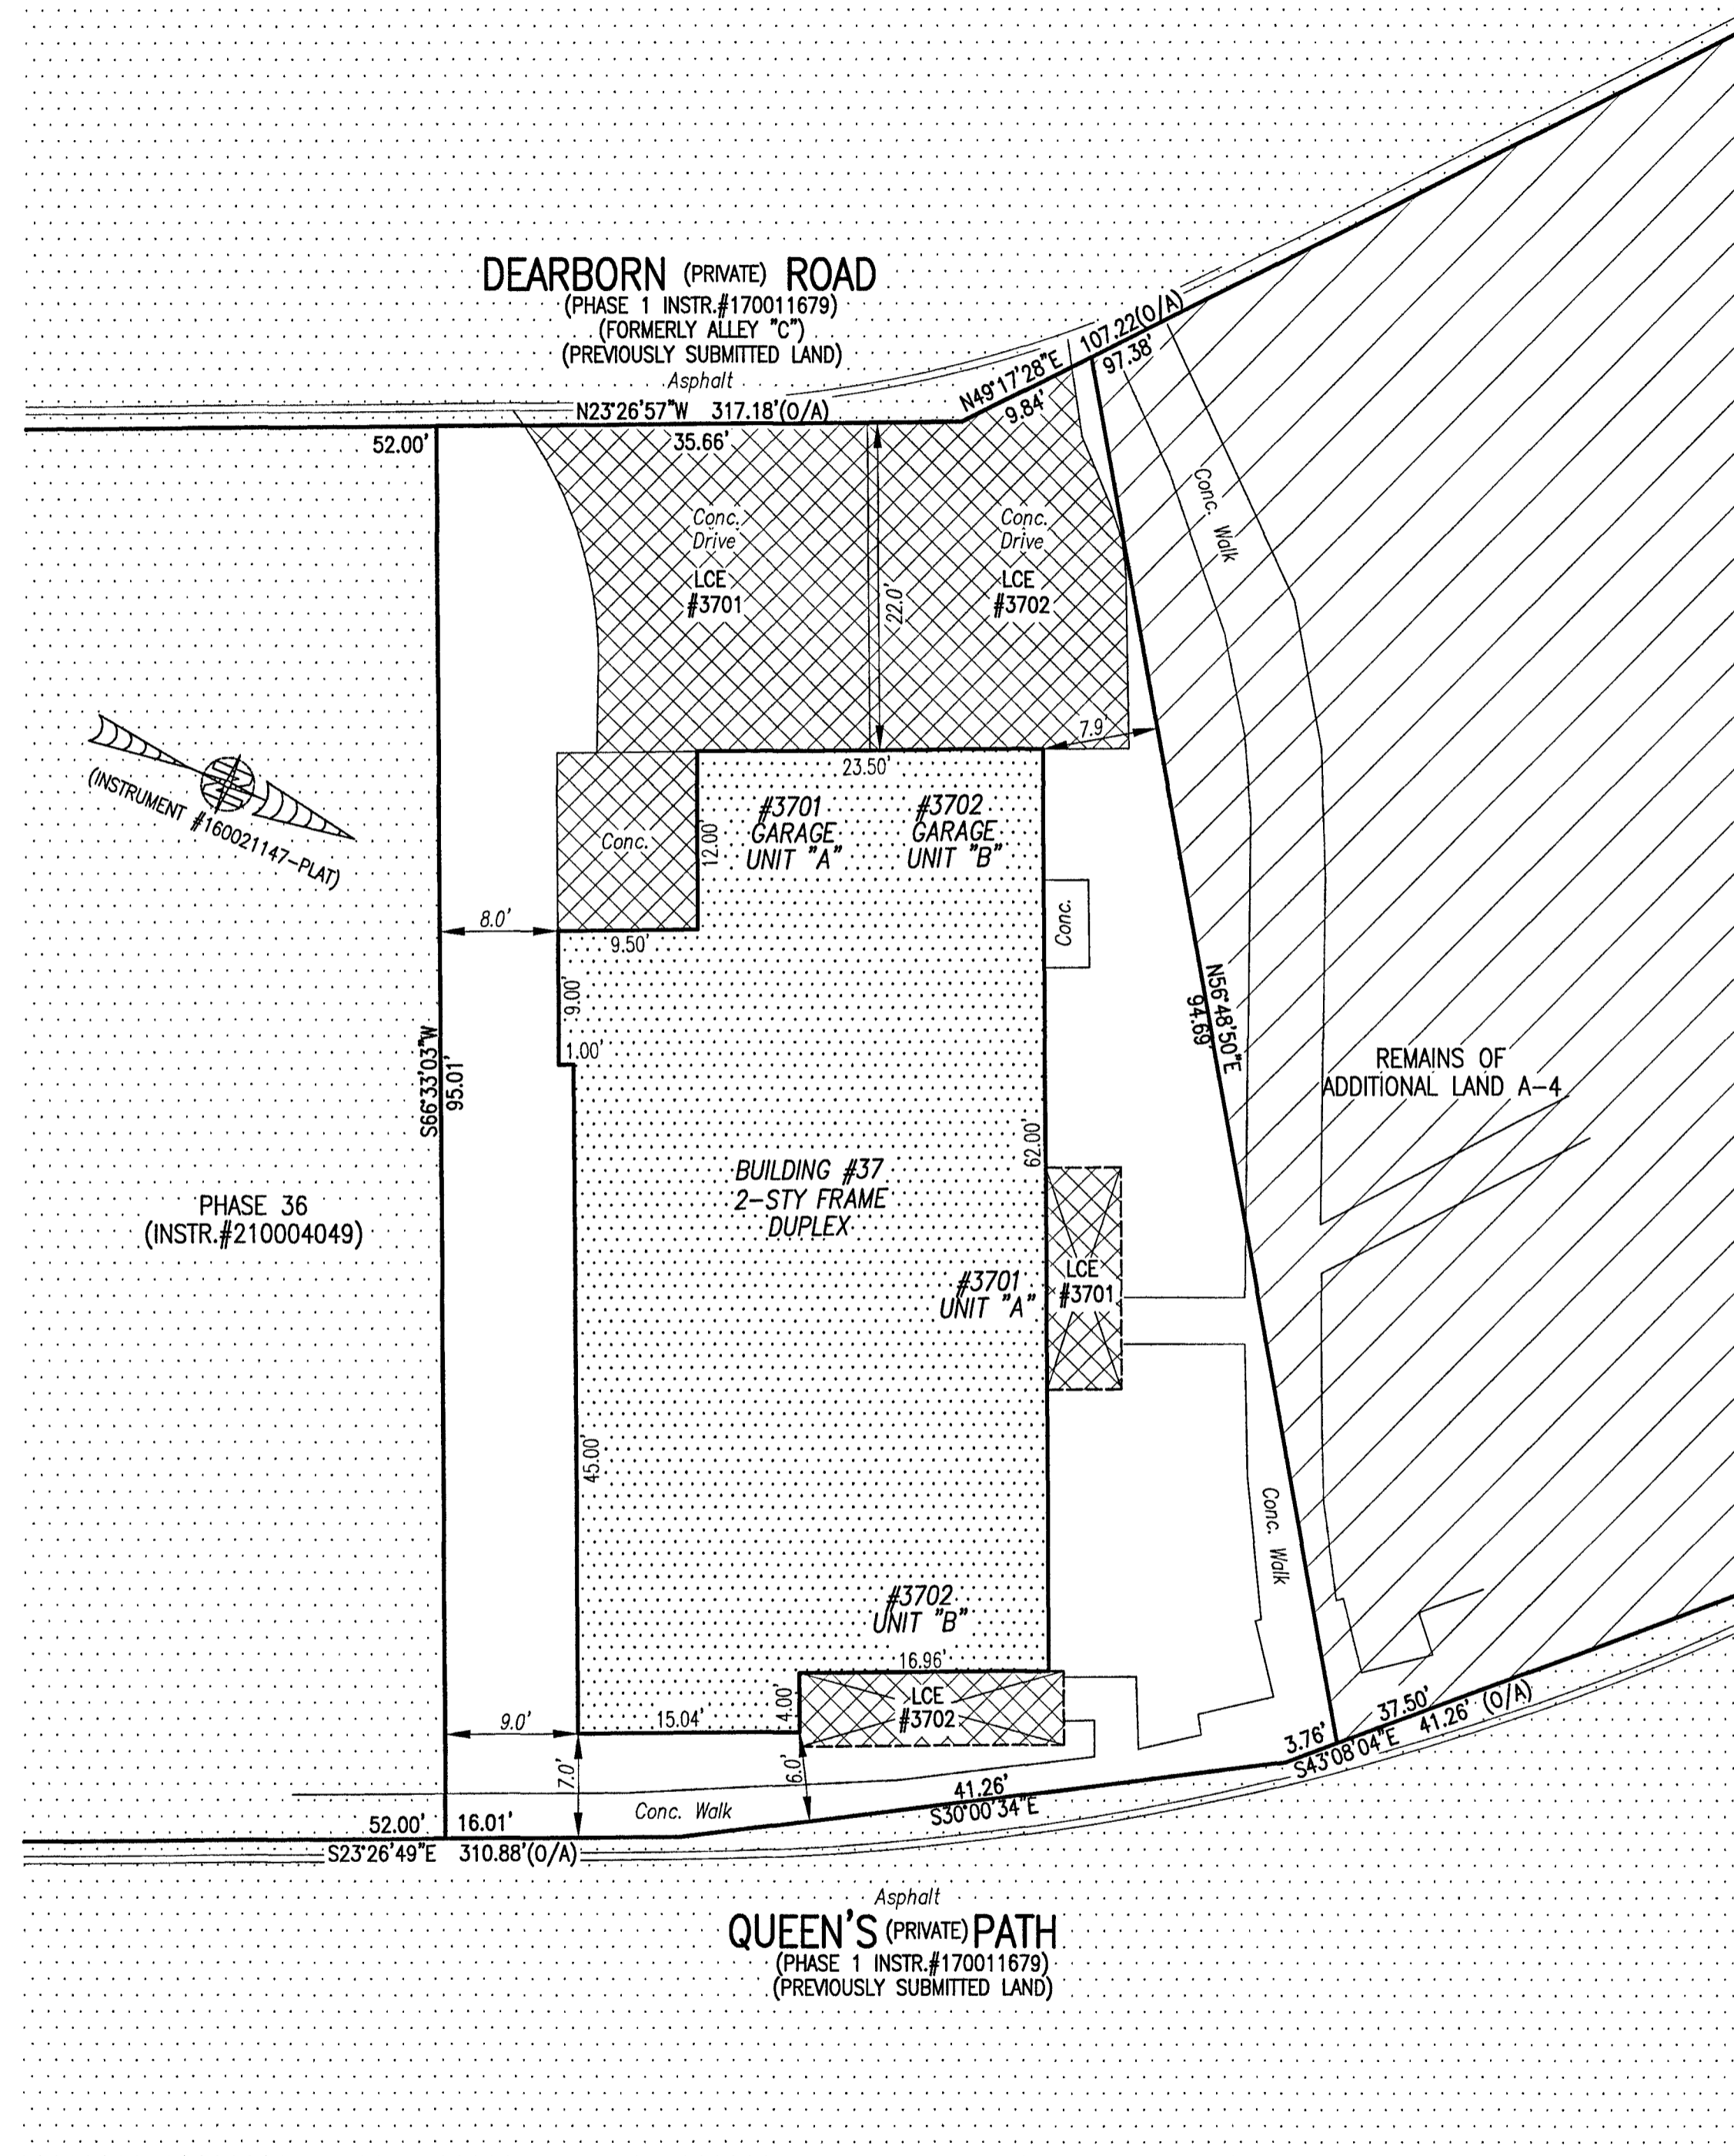 DEARBORN (PRIVATE) ROAD
(PHASE 1 INSTR.#170011679)
(FORMERLY ALLEY "C")
(PREVIOUSLY SUBMITTED LAND)
Asphalt
N23°26'57"W 317.18'(O/A)
N49°17'28"E
9.84'
107.22(O/A)
97.38'
52.00'
35.66'
Conc.
Drive
LCE
#3701
Conc.
Drive
LCE
#3702
22.0'
Conc. Walk
7.9'
(INSTRUMENT #160021147-PLAT)
23.50'
#3701
GARAGE
UNIT "A"
#3702
GARAGE
UNIT "B"
Conc.
12.00'
Conc.
8.0'
9.50'
9.00'
1.00'
S66°33'03"W
95.01'
N56°48'50"E
94.69'
REMAINS OF
ADDITIONAL LAND A-4
62.00'
BUILDING #37
2-STY FRAME
DUPLEX
PHASE 36
(INSTR.#210004049)
#3701
UNIT "A"
LCE
#3701
45.00'
Conc. Walk
#3702
UNIT "B"
16.96'
LCE
#3702
4.00'
15.04'
9.0'
7.0'
6.0'
37.50'
41.26' (O/A)
3.76'
S43°08'04"E
41.26'
S30°00'34"E
Conc. Walk
52.00'
16.01'
S23°26'49"E 310.88'(O/A)
Asphalt
QUEEN'S (PRIVATE) PATH
(PHASE 1 INSTR.#170011679)
(PREVIOUSLY SUBMITTED LAND)